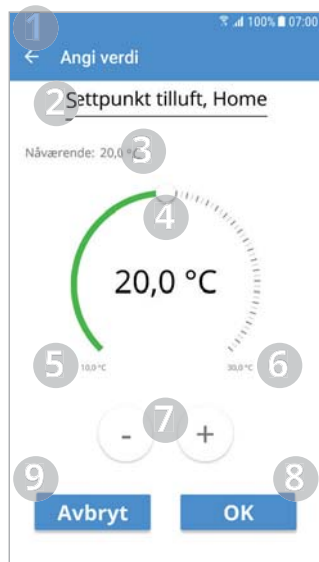 1
100% 07:00
← Angi verdi
2 Settpunkt tilluft, Home
Nåværende: 20,0 °C 3
4
20,0 °C
5 10,0 °C 30,0 °C 6
- 7 +
9 8
Avbryt OK